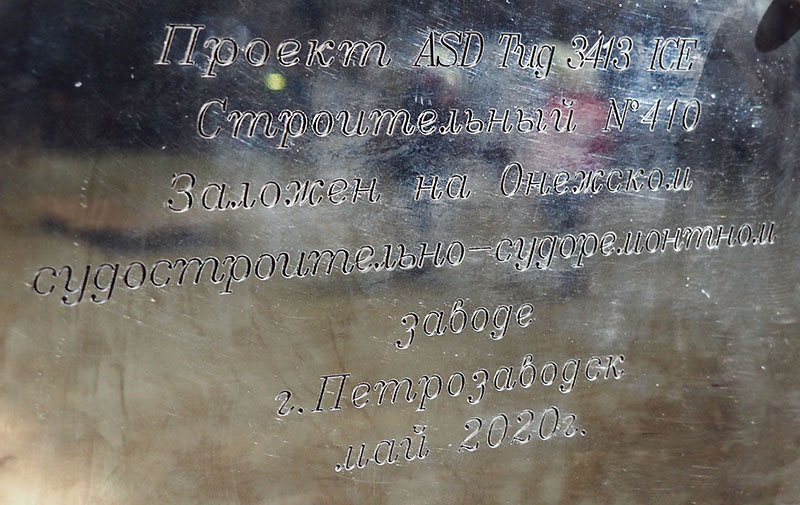 Проект ASD Tug 3413 ICE
Строительный №410
Заложен на Онежском
судостроительно-судоремонтном
заводе
г.Петрозаводск
май 2020г.